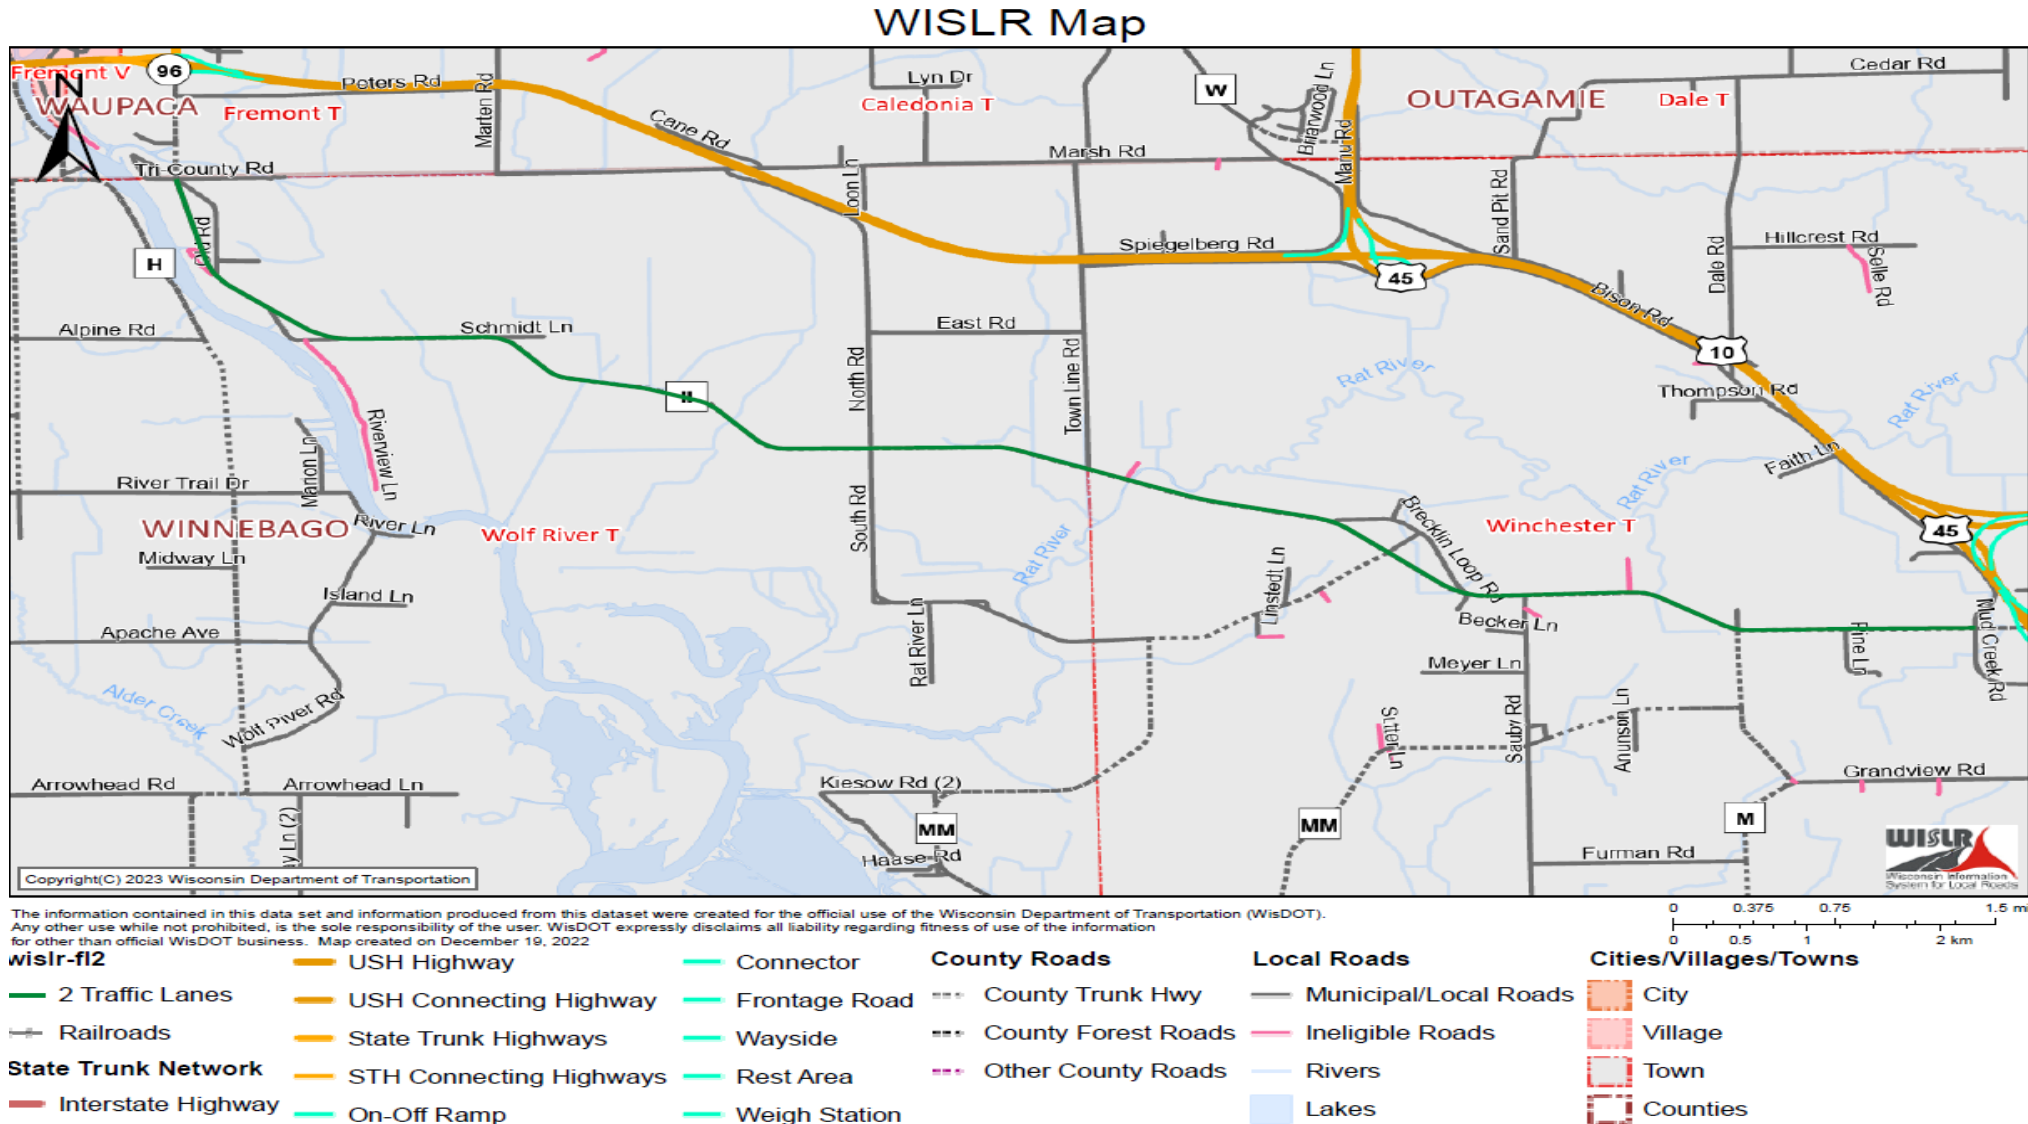 WISLR Map
Fremont V
96
N
WAUPACA
Fremont T
Peters Rd
Marten Rd
Cane Rd
Lyn Dr
Caledonia T
W
Briarwood Ln
Manu Rd
OUTAGAMIE
Dale T
Cedar Rd
Tri-County Rd
Marsh Rd
Loon Ln
Sand Pit Rd
H
Spiegelberg Rd
45
Dale Rd
Hillcrest Rd
Selle Rd
Bison Rd
Alpine Rd
Schmidt Ln
East Rd
10
North Rd
Town Line Rd
Rat River
Thompson Rd
Rat River
II
Riverview Ln
Marion Ln
Faith Ln
River Trail Dr
Rat River
WINNEBAGO
River Ln
Wolf River T
South Rd
Rat River
Brecklin Loop Rd
Winchester T
45
Midway Ln
Linstedt Ln
Island Ln
Rat River Ln
Becker Ln
Mud Creek Rd
Apache Ave
Pine Ln
Meyer Ln
Alder Creek
Wolf River Rd
Sutter Ln
Sauby Rd
Anunson Ln
Arrowhead Rd
Arrowhead Ln
Kiesow Rd (2)
Grandview Rd
y Ln (2)
MM
MM
M
Haase Rd
Furman Rd
WISLR
Wisconsin Information
System for Local Roads
Copyright(C) 2023 Wisconsin Department of Transportation
The information contained in this data set and information produced from this dataset were created for the official use of the Wisconsin Department of Transportation (WisDOT).
Any other use while not prohibited, is the sole responsibility of the user. WisDOT expressly disclaims all liability regarding fitness of use of the information
for other than official WisDOT business. Map created on December 19, 2022
0 0.375 0.75 1.5 mi
0 0.5 1 2 km
wislr-fl2
2 Traffic Lanes
Railroads
State Trunk Network
Interstate Highway
USH Highway
USH Connecting Highway
State Trunk Highways
STH Connecting Highways
On-Off Ramp
Connector
Frontage Road
Wayside
Rest Area
Weigh Station
County Roads
County Trunk Hwy
County Forest Roads
Other County Roads
Local Roads
Municipal/Local Roads
Ineligible Roads
Rivers
Lakes
Cities/Villages/Towns
City
Village
Town
Counties